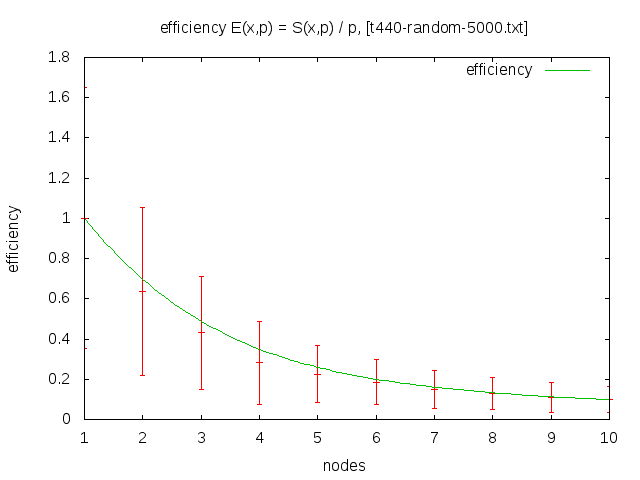 efficiency E(x,p) = S(x,p) / p, [t440-random-5000.txt]
1.8
efficiency
1.6
1.4
1.2
1
0.8
0.6
0.4
0.2
0
efficiency
1 2 3 4 5 6 7 8 9 10
nodes